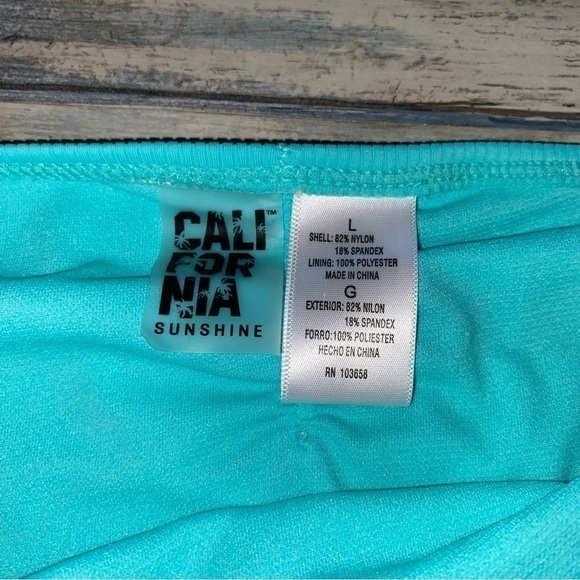 CALI™
FOR
NIA
SUNSHINE
L
SHELL: 82% NYLON
18% SPANDEX
LINING: 100% POLYESTER
MADE IN CHINA
G
EXTERIOR: 82% NILON
18% SPANDEX
FORRO:100% POLIESTER
HECHO EN CHINA
RN 103658